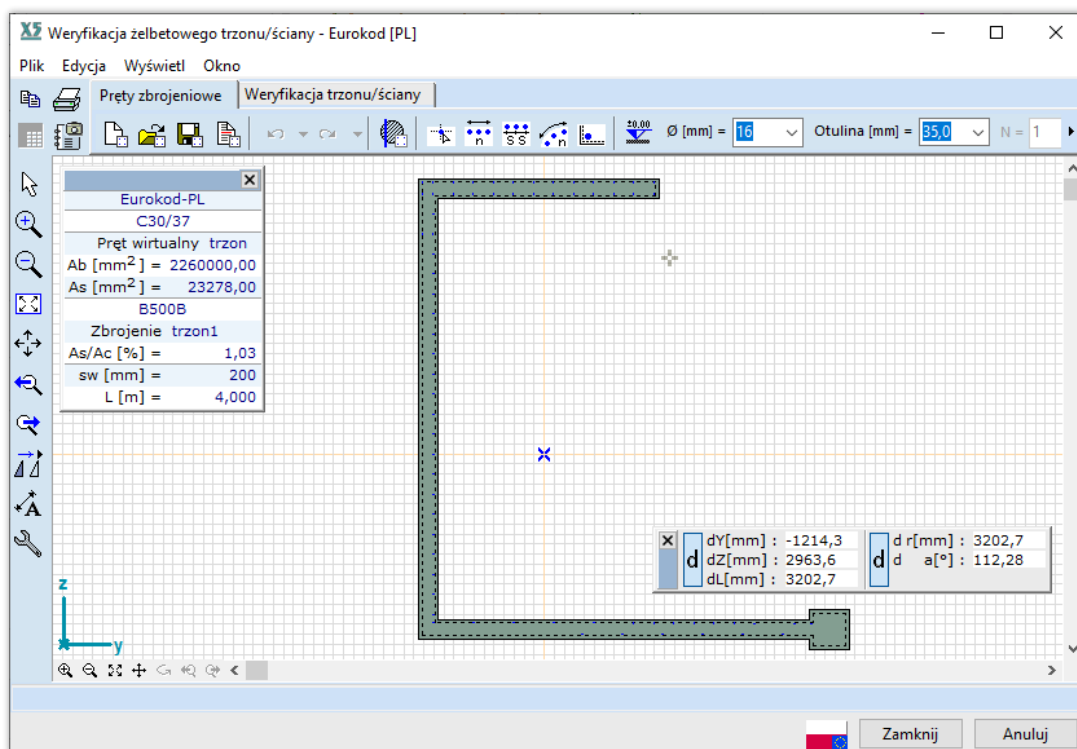 X5 Weryfikacja żelbetowego trzonu/ściany - Eurokod [PL]
Plik Edycja Wyświetl Okno
Pręty zbrojeniowe Weryfikacja trzonu/ściany
n s s n ±0.00 Ø [mm] = 16 Otulina [mm] = 35,0 N = 1
Eurokod-PL
C30/37
Pręt wirtualny trzon
Ab [mm2] = 2260000,00
As [mm2] = 23278,00
B500B
Zbrojenie trzon1
As/Ac [%] = 1,03
sw [mm] = 200
L [m] = 4,000
A
d dY[mm] : -1214,3 d d r[mm] : 3202,7
dZ[mm] : 2963,6 d a[°] : 112,28
dL[mm] : 3202,7
z
y
Zamknij Anuluj